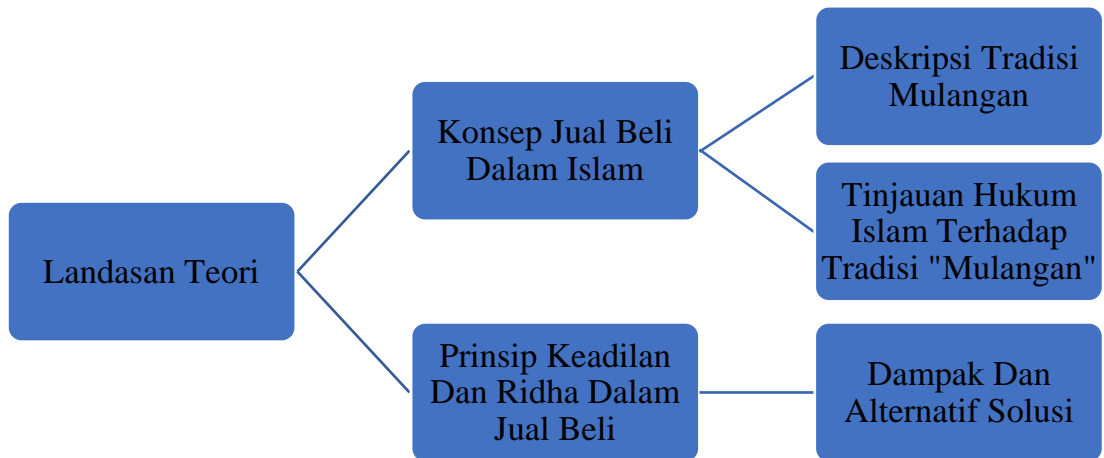 Landasan Teori
Konsep Jual Beli
Dalam Islam
Deskripsi Tradisi
Mulangan
Tinjauan Hukum
Islam Terhadap
Tradisi "Mulangan"
Prinsip Keadilan
Dan Ridha Dalam
Jual Beli
Dampak Dan
Alternatif Solusi